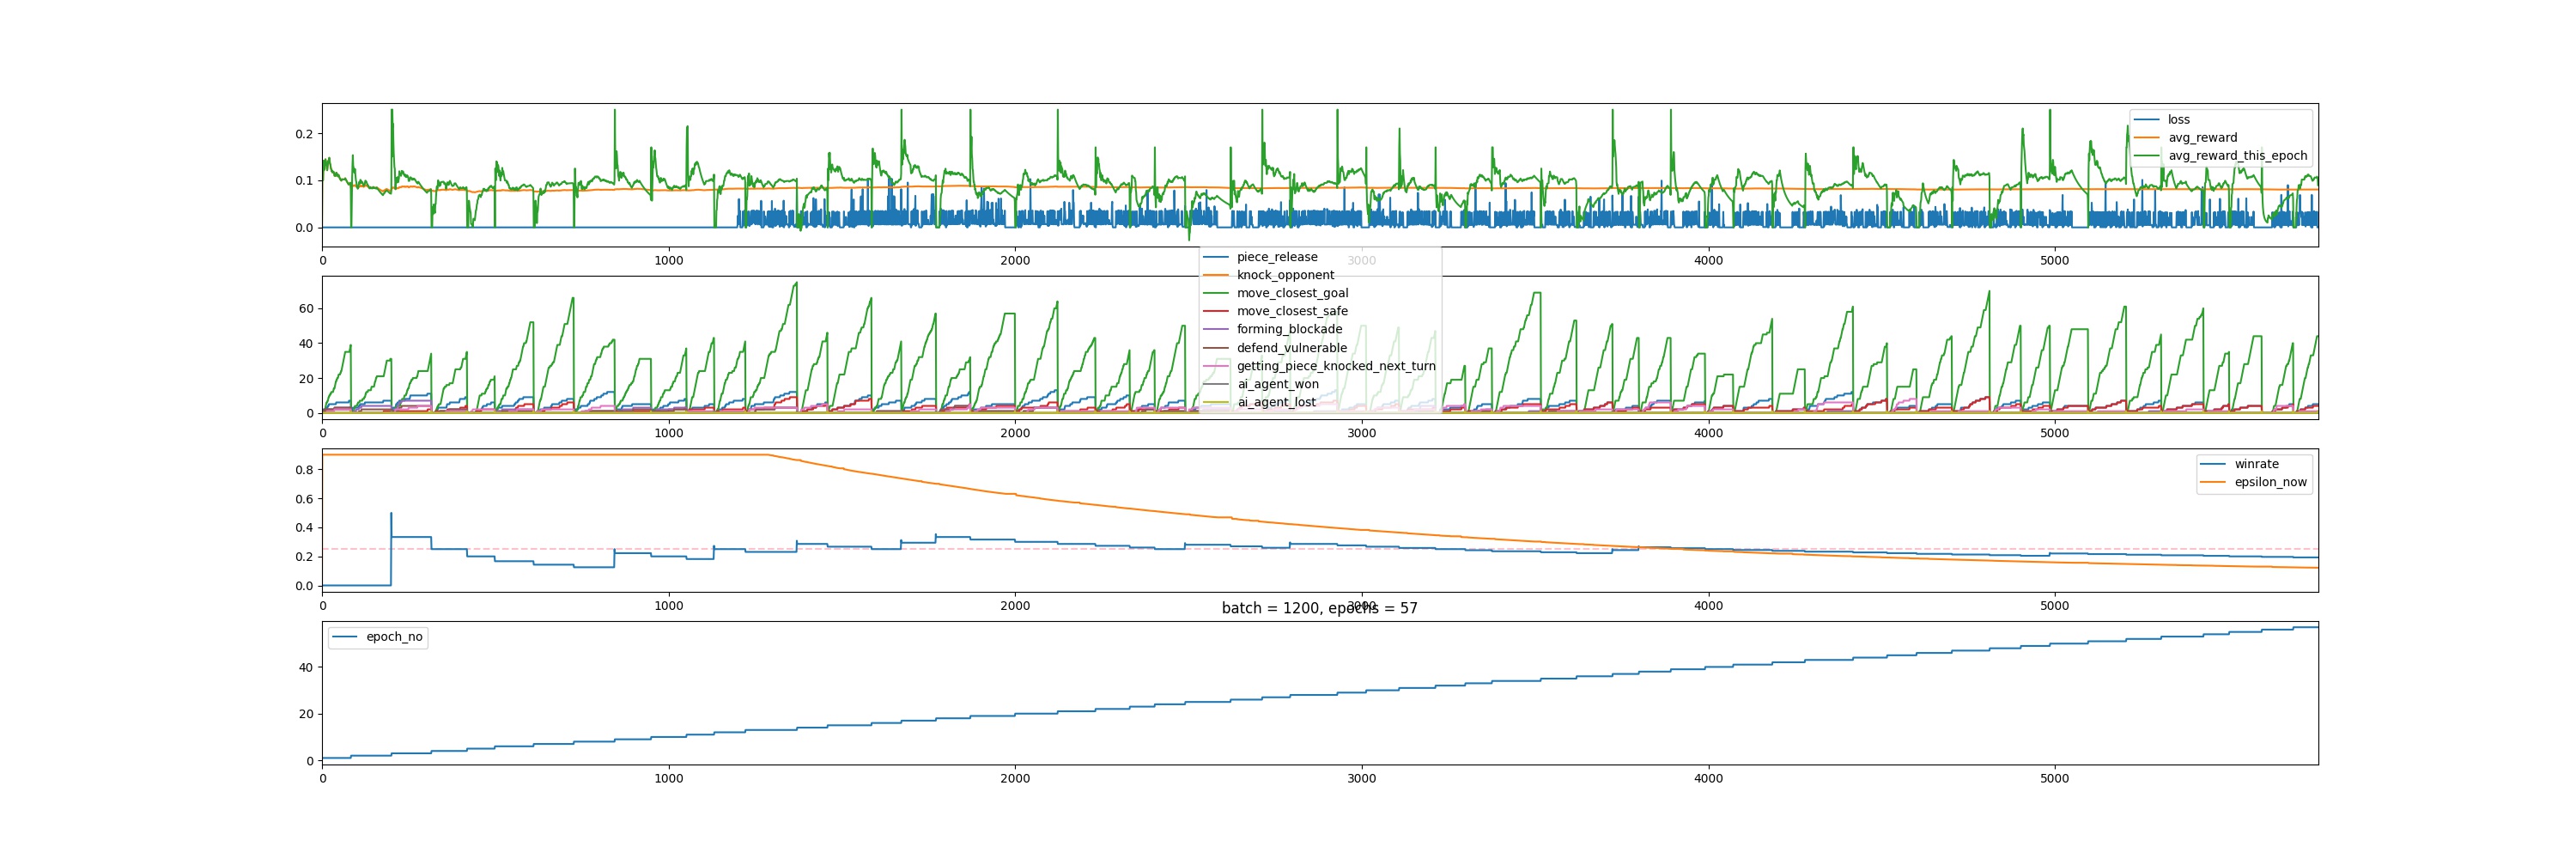 0.2
0.1
0.0
loss
avg_reward
avg_reward_this_epoch
0 1000 2000 3000 4000 5000
60
40
20
0
piece_release
knock_opponent
move_closest_goal
move_closest_safe
forming_blockade
defend_vulnerable
getting_piece_knocked_next_turn
ai_agent_won
ai_agent_lost
0 1000 2000 3000 4000 5000
0.8
0.6
0.4
0.2
0.0
winrate
epsilon_now
0 1000 2000 3000 4000 5000
batch = 1200, epochs = 57
epoch_no
40
20
0
0 1000 2000 3000 4000 5000